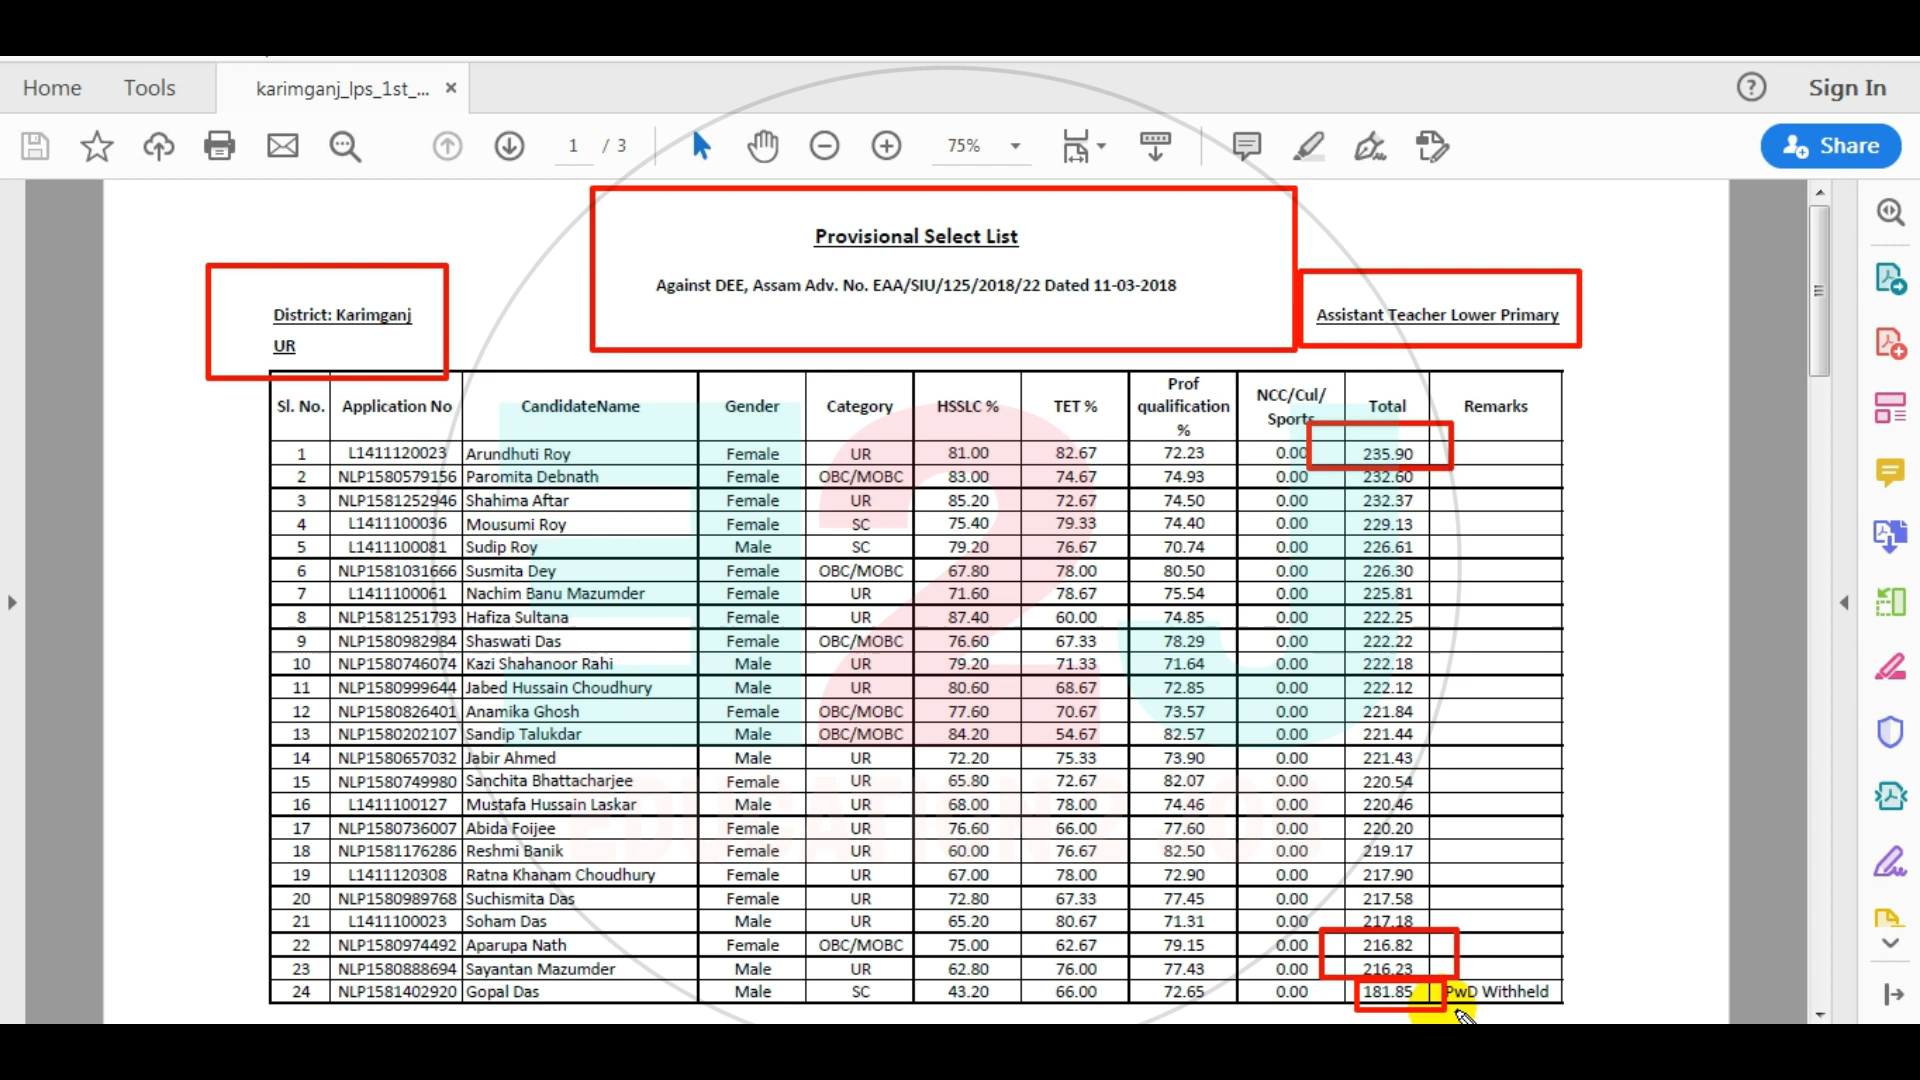 Home Tools karimganj_lps_1st_... × Sign In
1 / 3 75% Share
Provisional Select List
Against DEE, Assam Adv. No. EAA/SIU/125/2018/22 Dated 11-03-2018
District: Karimganj Assistant Teacher Lower Primary
UR
Sl. No. Application No CandidateName Gender Category HSSLC % TET % Prof qualification % NCC/Cul/ Sports Total Remarks
1 L1411120023 Arundhuti Roy Female UR 81.00 82.67 72.23 0.00 235.90
2 NLP1580579156 Paromita Debnath Female OBC/MOBC 83.00 74.67 74.93 0.00 232.60
3 NLP1581252946 Shahima Aftar Female UR 85.20 72.67 74.50 0.00 232.37
4 L1411100036 Mousumi Roy Female SC 75.40 79.33 74.40 0.00 229.13
5 L1411100081 Sudip Roy Male SC 79.20 76.67 70.74 0.00 226.61
6 NLP1581031666 Susmita Dey Female OBC/MOBC 67.80 78.00 80.50 0.00 226.30
7 L1411100061 Nachim Banu Mazumder Female UR 71.60 78.67 75.54 0.00 225.81
8 NLP1581251793 Hafiza Sultana Female UR 87.40 60.00 74.85 0.00 222.25
9 NLP1580982984 Shaswati Das Female OBC/MOBC 76.60 67.33 78.29 0.00 222.22
10 NLP1580746074 Kazi Shahanoor Rahi Male UR 79.20 71.33 71.64 0.00 222.18
11 NLP1580999644 Jabed Hussain Choudhury Male UR 80.60 68.67 72.85 0.00 222.12
12 NLP1580826401 Anamika Ghosh Female OBC/MOBC 77.60 70.67 73.57 0.00 221.84
13 NLP1580202107 Sandip Talukdar Male OBC/MOBC 84.20 54.67 82.57 0.00 221.44
14 NLP1580657032 Jabir Ahmed Male UR 72.20 75.33 73.90 0.00 221.43
15 NLP1580749980 Sanchita Bhattacharjee Female UR 65.80 72.67 82.07 0.00 220.54
16 L1411100127 Mustafa Hussain Laskar Male UR 68.00 78.00 74.46 0.00 220.46
17 NLP1580736007 Abida Foijee Female UR 76.60 66.00 77.60 0.00 220.20
18 NLP1581176286 Reshmi Banik Female UR 60.00 76.67 82.50 0.00 219.17
19 L1411120308 Ratna Khanam Choudhury Female UR 67.00 78.00 72.90 0.00 217.90
20 NLP1580989768 Suchismita Das Female UR 72.80 67.33 77.45 0.00 217.58
21 L1411100023 Soham Das Male UR 65.20 80.67 71.31 0.00 217.18
22 NLP1580974492 Aparupa Nath Female OBC/MOBC 75.00 62.67 79.15 0.00 216.82
23 NLP1580888694 Sayantan Mazumder Male UR 62.80 76.00 77.43 0.00 216.23
24 NLP1581402920 Gopal Das Male SC 43.20 66.00 72.65 0.00 181.85 PwD Withheld